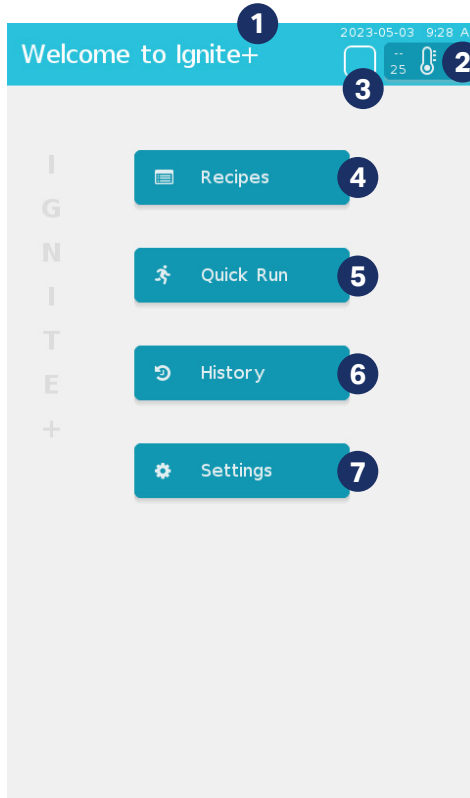 1
2023-05-03 9:28 A
Welcome to Ignite+
--
25
2
3
I
G
N
I
T
E
+
Recipes
4
Quick Run
5
History
6
Settings
7